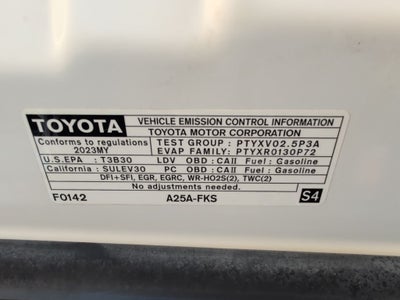 TOYOTA
VEHICLE EMISSION CONTROL INFORMATION
TOYOTA MOTOR CORPORATION
Conforms to regulations
2023MY
TEST GROUP : PTYXV02.5P3A
EVAP FAMILY: PTYXR0130P72
U.S.EPA : T3B30 LDV OBD : CAII Fuel : Gasoline
California : SULEV30 PC OBD : CAII Fuel : Gasoline
DFI+SFI, EGR, EGRC, WR-HO2S(2), TWC(2)
No adjustments needed.
F0142 A25A-FKS S4